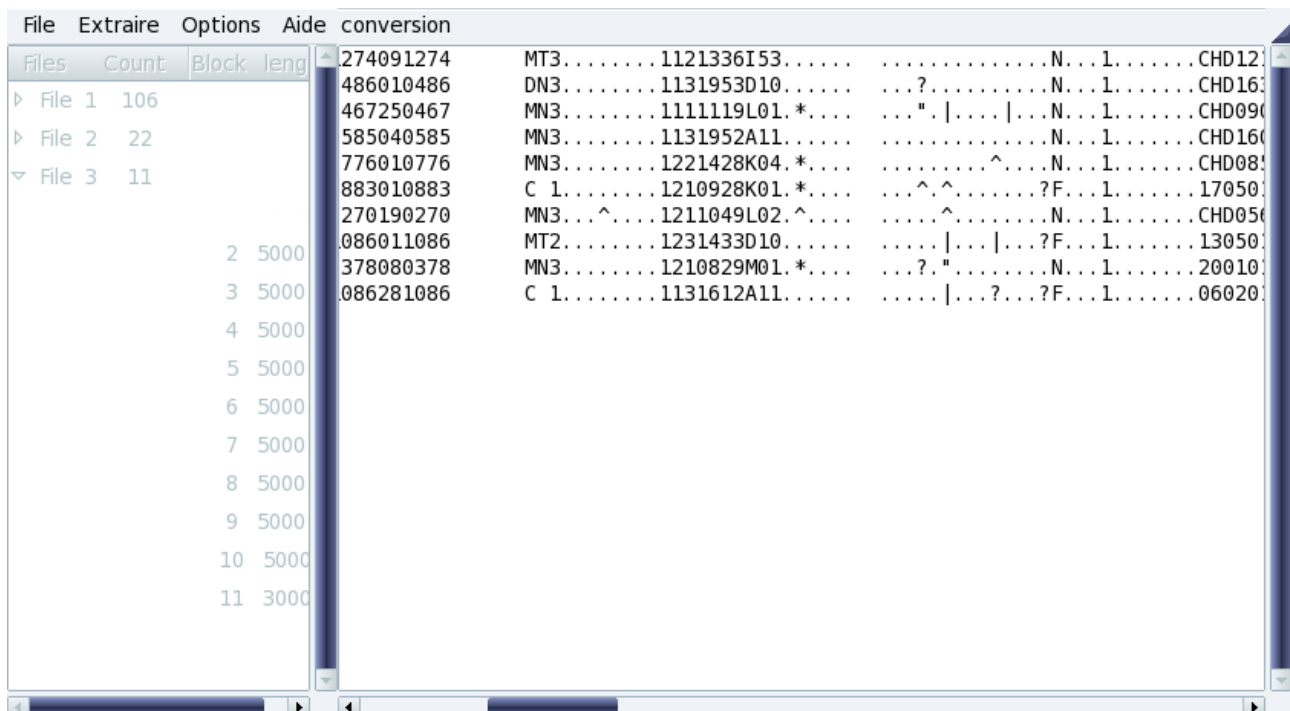 File Extraire Options Aide conversion
Files Count Block leng
File 1 106
File 2 22
File 3 11
2 5000
3 5000
4 5000
5 5000
6 5000
7 5000
8 5000
9 5000
10 5000
11 3000
274091274 MT3........1121336I53...... ...............N...1.......CHD12
486010486 DN3........1131953D10...... ...?...........N...1.......CHD16
467250467 MN3........1111119L01.*.... ...".|....|...N...1.......CHD09
585040585 MN3........1131952A11...... ...............N...1.......CHD16
776010776 MN3........1221428K04.*.... .........^....N...1.......CHD08
883010883 C 1........1210928K01.*.... ...^.^.......?F...1.......17050
270190270 MN3...^....1211049L02.^.... .....^........N...1.......CHD05
086011086 MT2........1231433D10...... .....|...|...?F...1.......13050
378080378 MN3........1210829M01.*.... ...?."........N...1.......20010
086281086 C 1........1131612A11...... .....|...?...?F...1.......06020